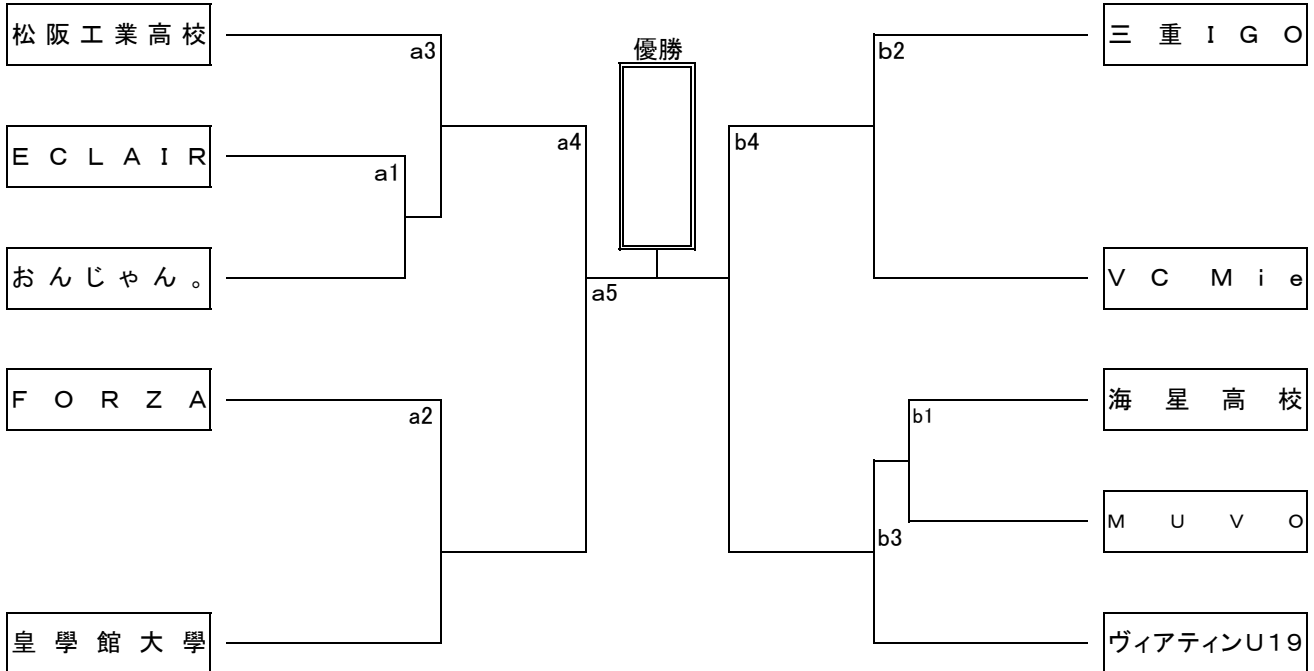 松阪工業高校
三重ＩＧＯ
優勝
a3
b2
ＥＣＬＡＩＲ
a4
b4
a1
おんじゃん。
ＶＣ Ｍｉｅ
a5
ＦＯＲＺＡ
海星高校
a2
b1
ＭＵＶＯ
b3
皇學館大學
ヴィアティンＵ１９